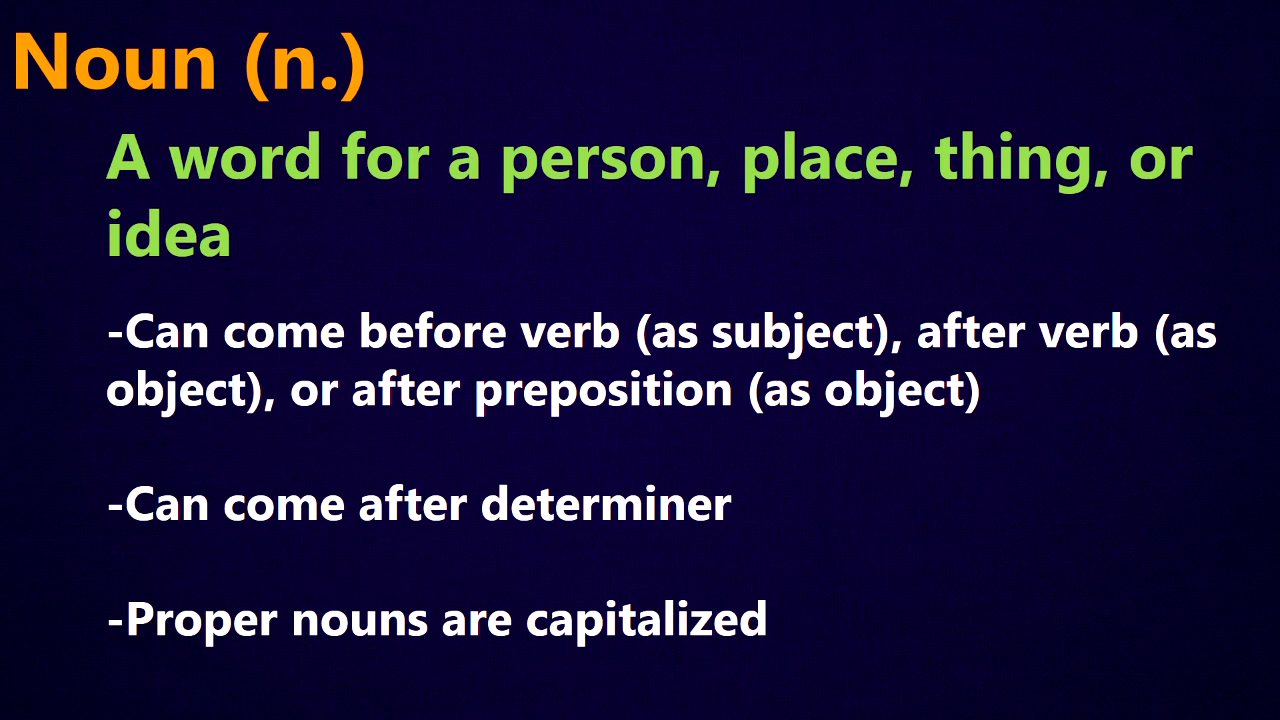 Noun (n.)
A word for a person, place, thing, or
idea
-Can come before verb (as subject), after verb (as
object), or after preposition (as object)
-Can come after determiner
-Proper nouns are capitalized